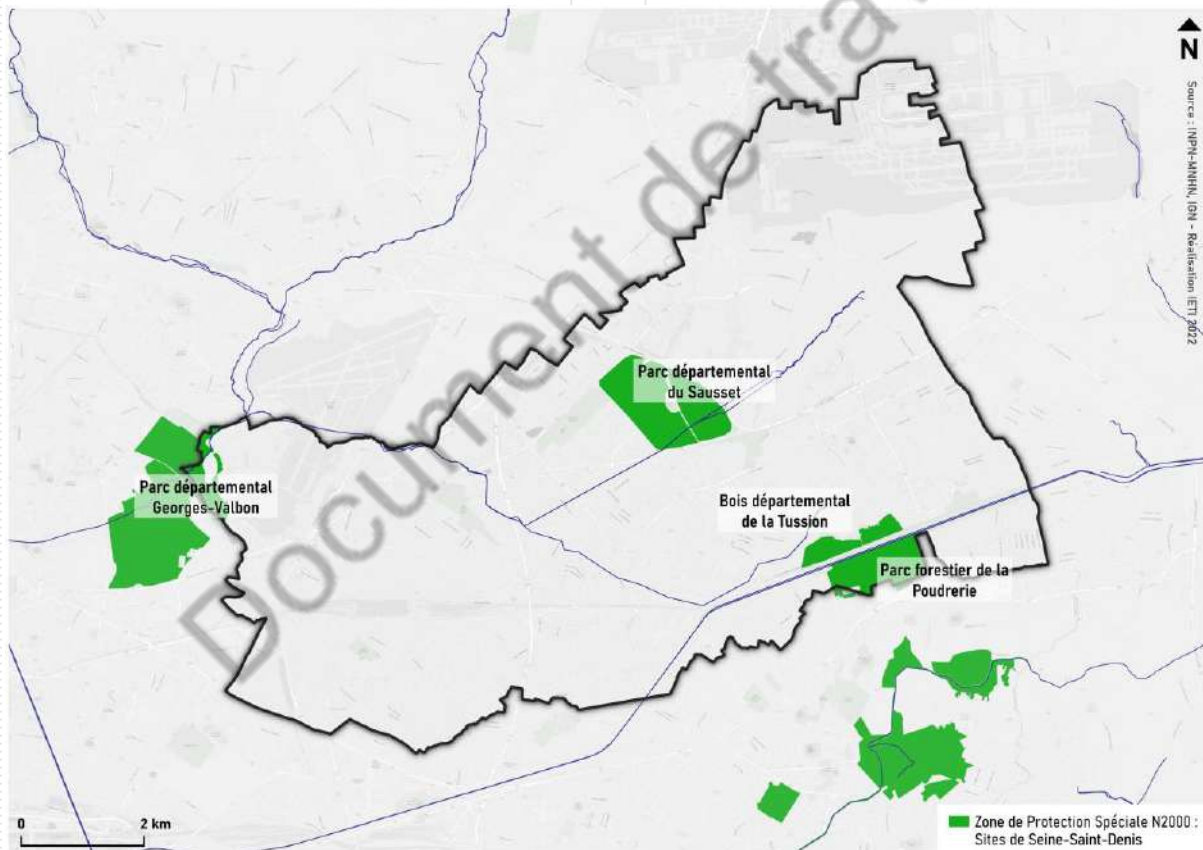 N
Source : INPN-MNHN, IGN - Réalisation IETI 2022
Document de trav
Parc départemental
du Sausset
Parc départemental
Georges-Valbon
Bois départemental
de la Tussion
Parc forestier de la
Poudrerie
0 2 km
Zone de Protection Spéciale N2000 :
Sites de Seine-Saint-Denis